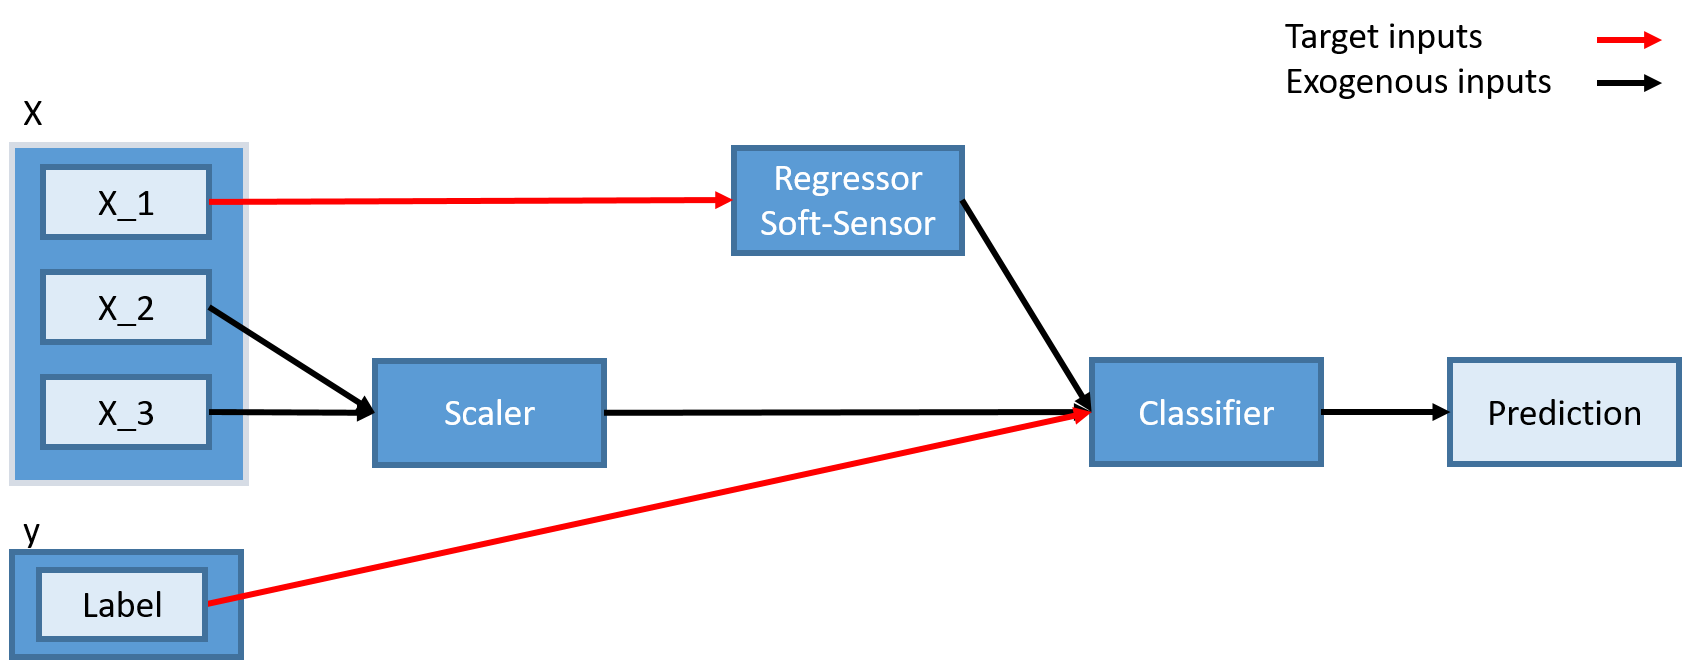 Target inputs
Exogenous inputs
X
X_1
Regressor
Soft-Sensor
X_2
X_3
Scaler
Classifier
Prediction
y
Label